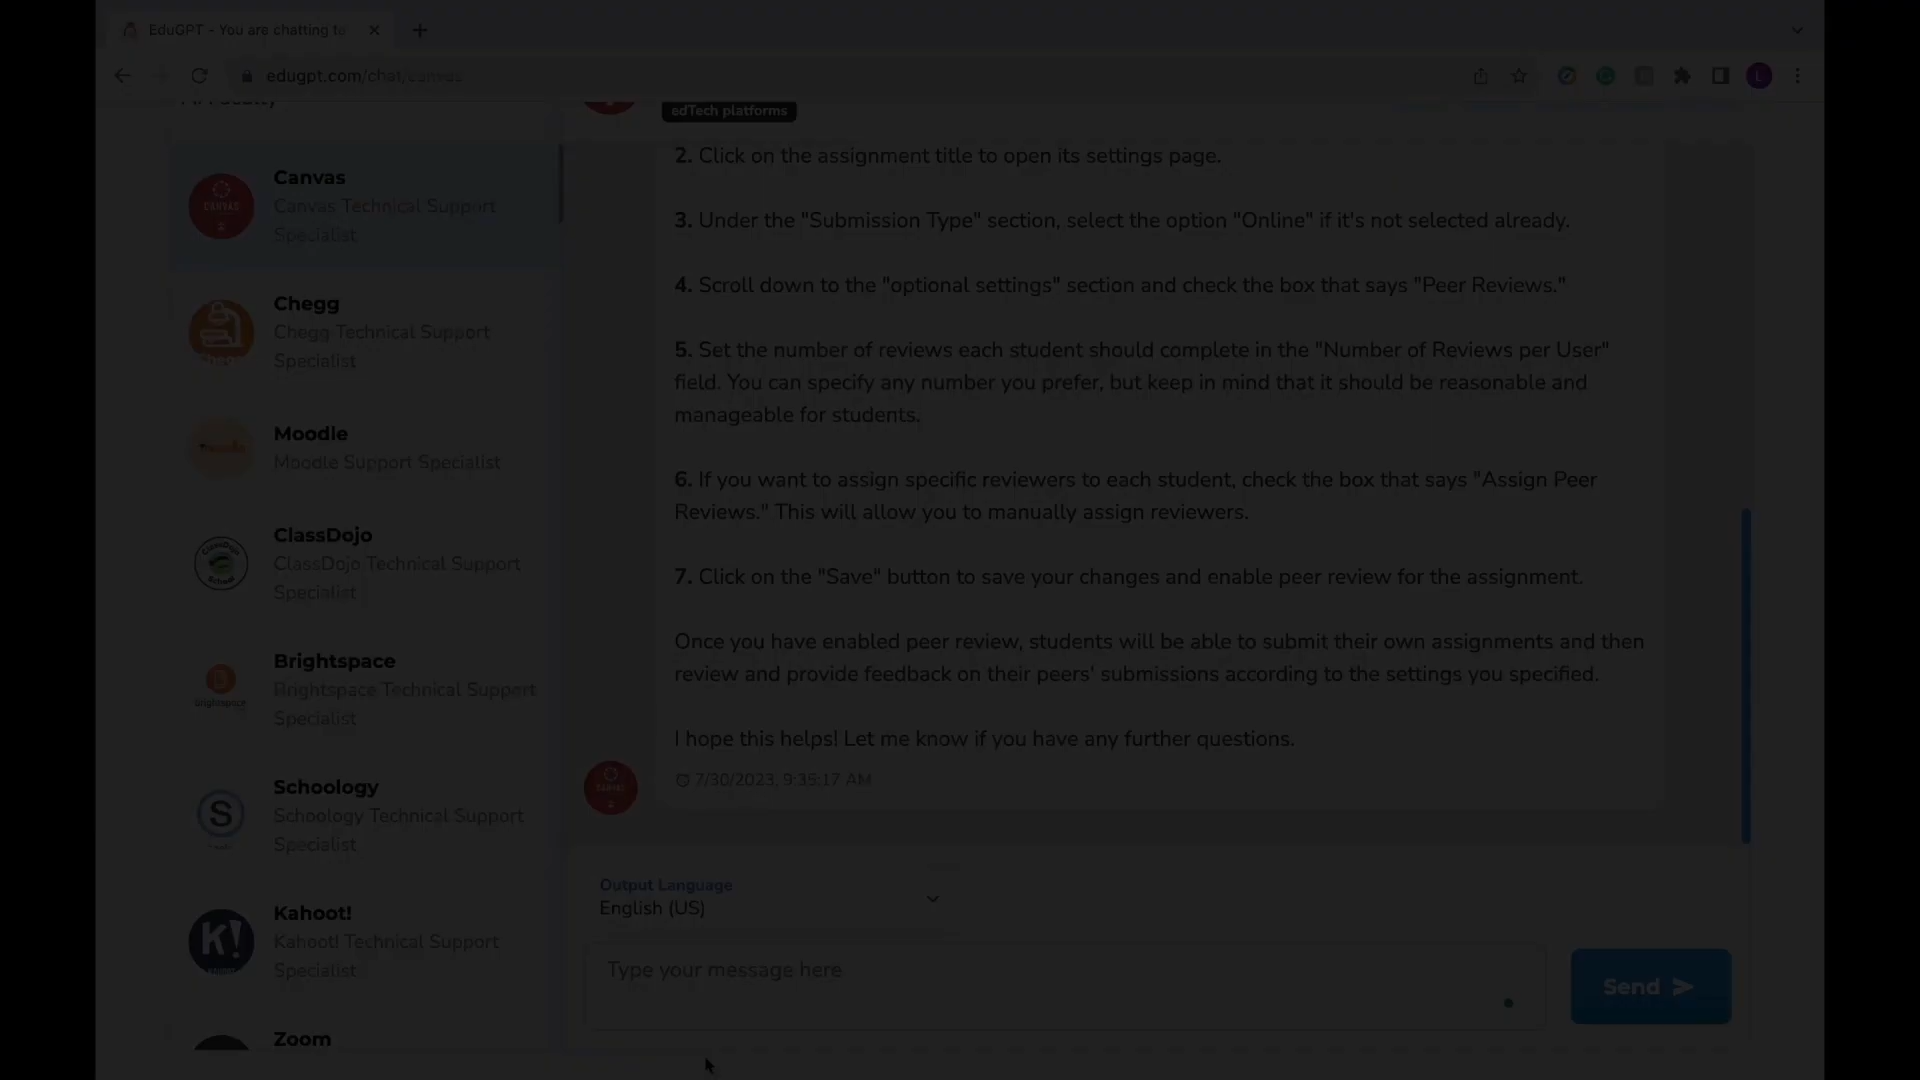 EduGPT - You are chatting to
edugpt.com/chat/canvas
L
edTech platforms
Canvas
Canvas Technical Support
Specialist
Chegg
Chegg Technical Support
Specialist
Moodle
Moodle Support Specialist
ClassDojo
ClassDojo Technical Support
Specialist
Brightspace
Brightspace Technical Support
Specialist
Schoology
Schoology Technical Support
Specialist
Kahoot!
Kahoot! Technical Support
Specialist
Zoom
2. Click on the assignment title to open its settings page.
3. Under the "Submission Type" section, select the option "Online" if it's not selected already.
4. Scroll down to the "optional settings" section and check the box that says "Peer Reviews."
5. Set the number of reviews each student should complete in the "Number of Reviews per User"
field. You can specify any number you prefer, but keep in mind that it should be reasonable and
manageable for students.
6. If you want to assign specific reviewers to each student, check the box that says "Assign Peer
Reviews." This will allow you to manually assign reviewers.
7. Click on the "Save" button to save your changes and enable peer review for the assignment.
Once you have enabled peer review, students will be able to submit their own assignments and then
review and provide feedback on their peers' submissions according to the settings you specified.
I hope this helps! Let me know if you have any further questions.
7/30/2023, 9:35:17 AM
Output Language
English (US)
Type your message here
Send